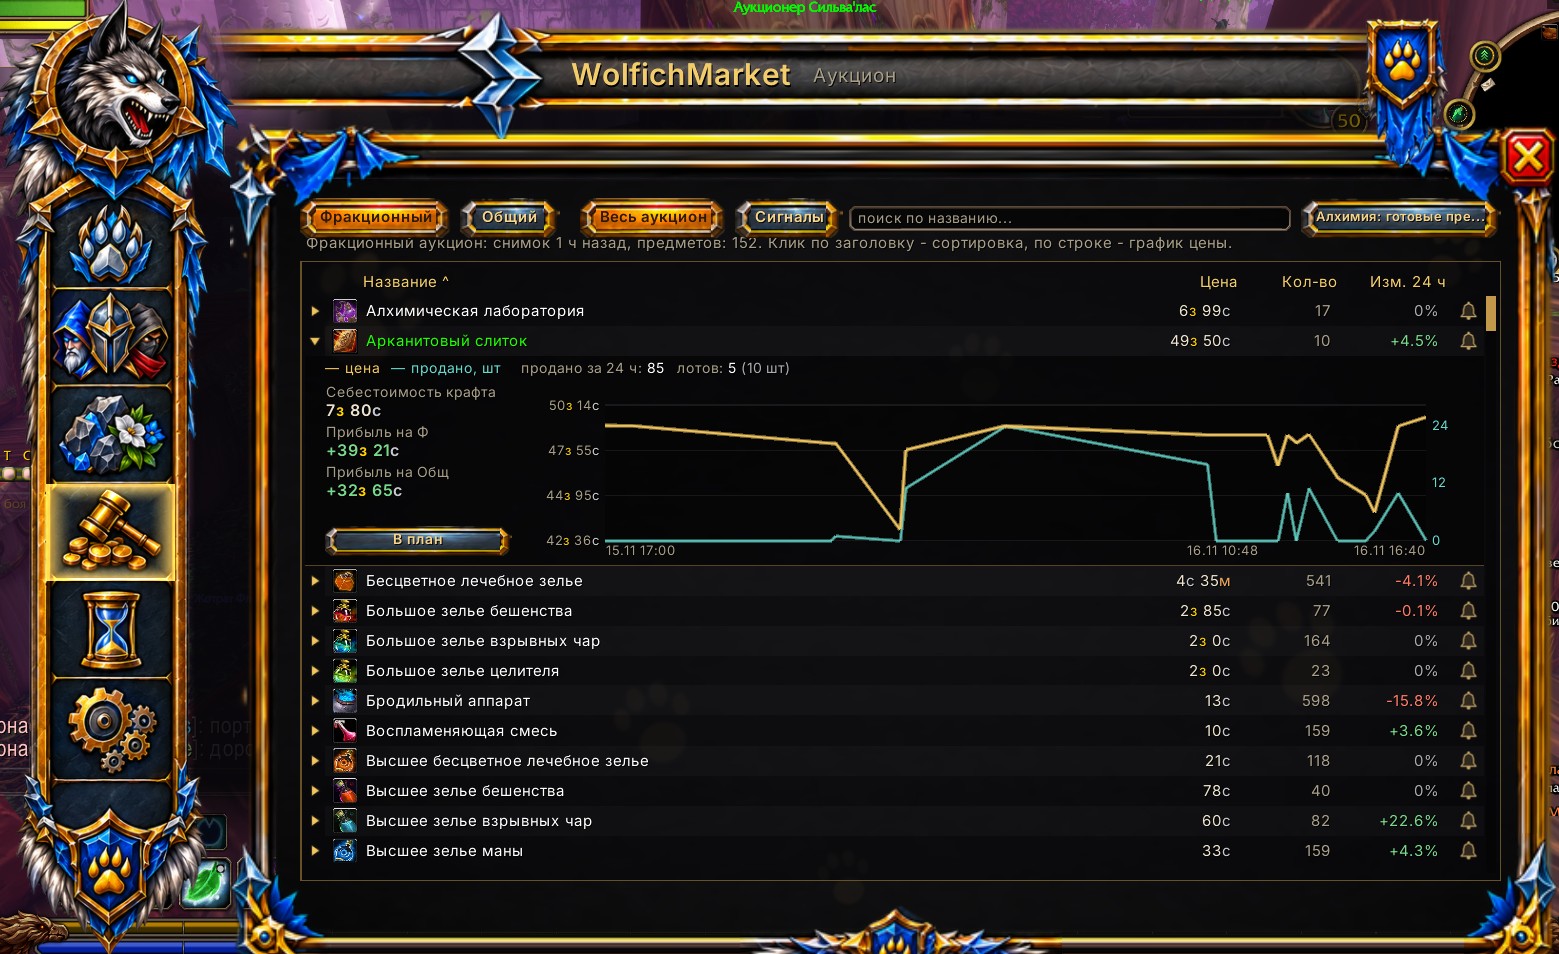 Аукционер Сильва'лас
WolfichMarket Аукцион
50
Фракционный Общий Весь аукцион Сигналы поиск по названию... Алхимия: готовые пре...
Фракционный аукцион: снимок 1 ч назад, предметов: 152. Клик по заголовку - сортировка, по строке - график цены.
Название ^ Цена Кол-во Изм. 24 ч
Алхимическая лаборатория 6з 99с 17 0%
Арканитовый слиток 49з 50с 10 +4.5%
— цена — продано, шт продано за 24 ч: 85 лотов: 5 (10 шт)
Себестоимость крафта
7з 80с
Прибыль на Ф
+39з 21с
Прибыль на Общ
+32з 65с
В план
50з 14с
47з 55с
44з 95с
42з 36с
24
12
0
15.11 17:00 16.11 10:48 16.11 16:40
Бесцветное лечебное зелье 4с 35м 541 -4.1%
Большое зелье бешенства 2з 85с 77 -0.1%
Большое зелье взрывных чар 2з 0с 164 0%
Большое зелье целителя 2з 0с 23 0%
Бродильный аппарат 13с 598 -15.8%
Воспламеняющая смесь 10с 159 +3.6%
Высшее бесцветное лечебное зелье 21с 118 0%
Высшее зелье бешенства 78с 40 0%
Высшее зелье взрывных чар 60с 82 +22.6%
Высшее зелье маны 33с 159 +4.3%